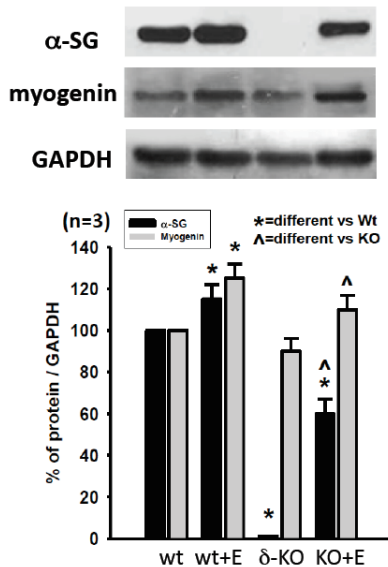 α-SG
myogenin
GAPDH
(n=3)
α-SG
Myogenin
*=different vs Wt
^=different vs KO
% of protein / GAPDH
140
120
100
80
60
40
20
0
* * * ^ * ^
wt wt+E δ-KO KO+E